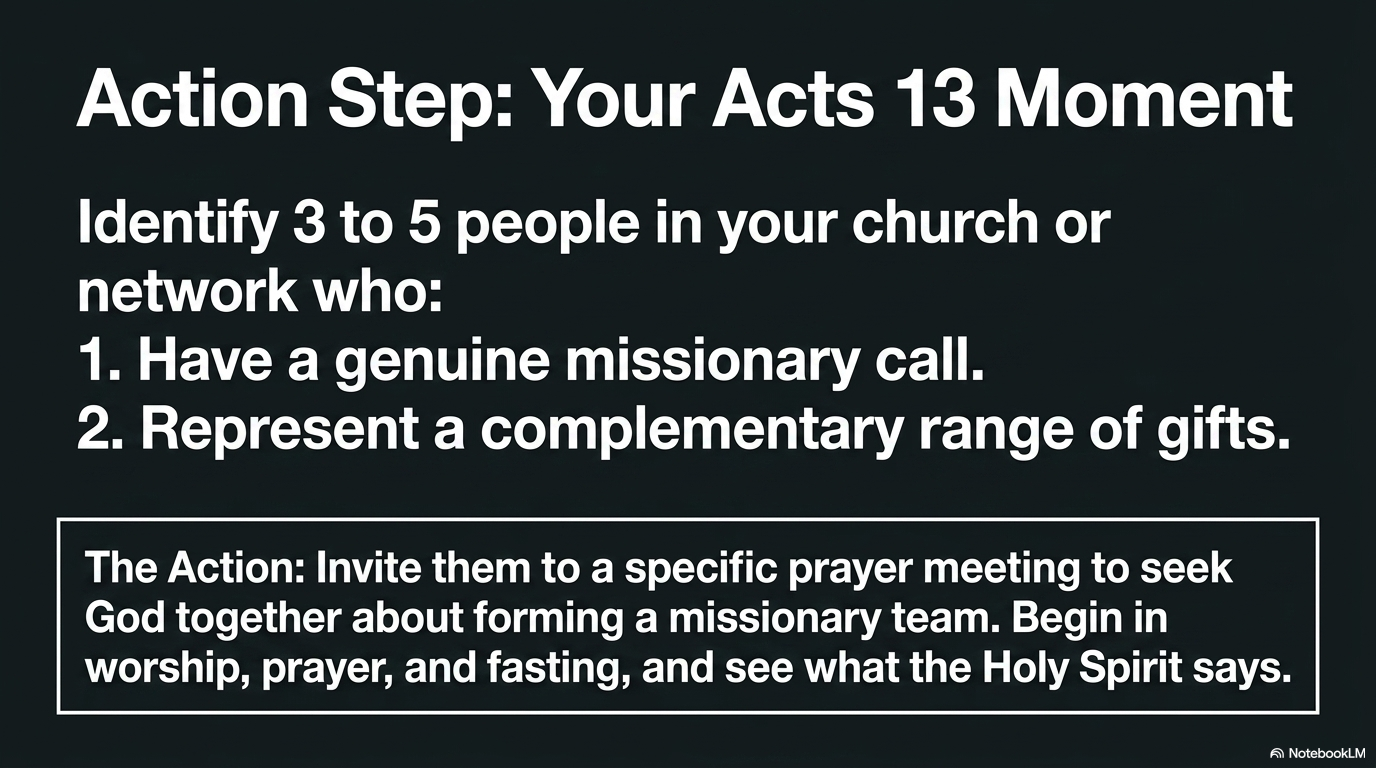 Action Step: Your Acts 13 Moment
Identify 3 to 5 people in your church or
network who:
1. Have a genuine missionary call.
2. Represent a complementary range of gifts.
The Action: Invite them to a specific prayer meeting to seek
God together about forming a missionary team. Begin in
worship, prayer, and fasting, and see what the Holy Spirit says.
NotebookLM